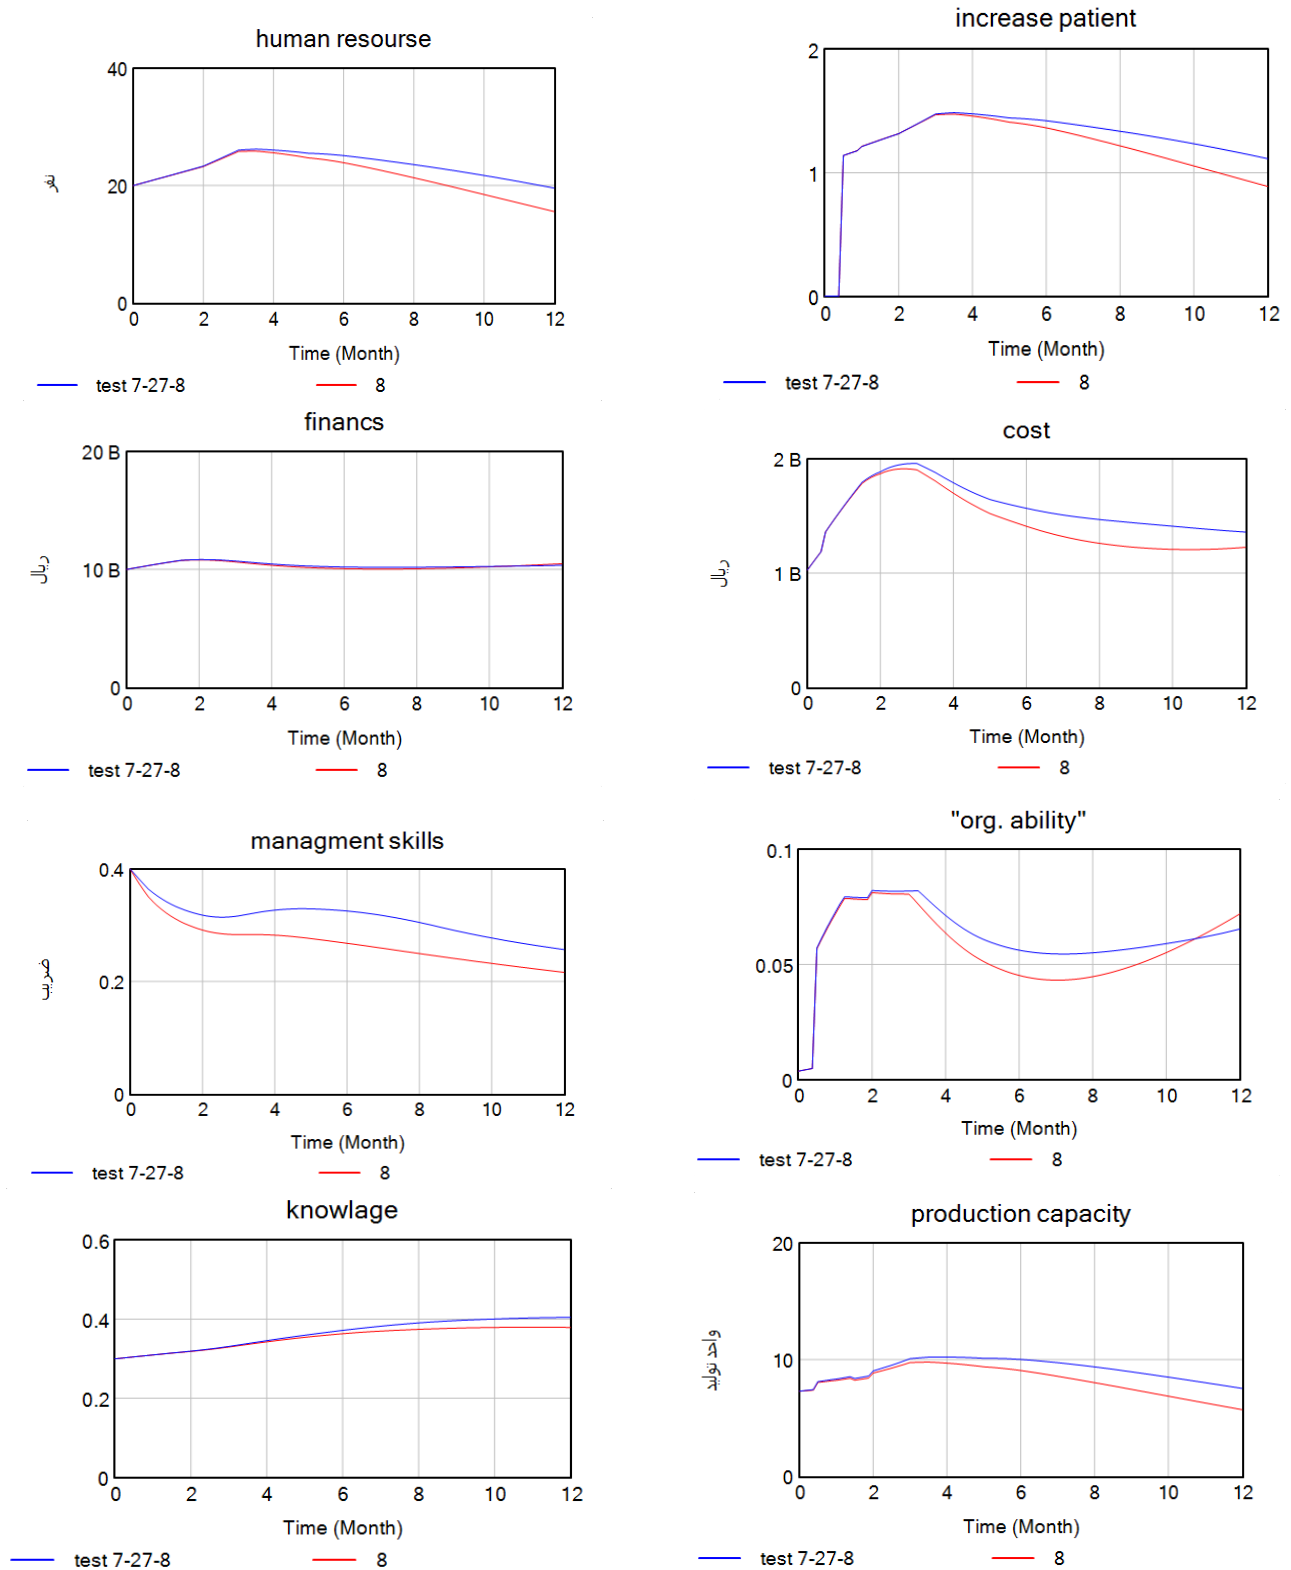 human resourse
40
20
0
نفر
0 2 4 6 8 10 12
Time (Month)
test 7-27-8 8
increase patient
2
1
0
0 2 4 6 8 10 12
Time (Month)
test 7-27-8 8
financs
20 B
10 B
0
ریال
0 2 4 6 8 10 12
Time (Month)
test 7-27-8 8
cost
2 B
1 B
0
ریال
0 2 4 6 8 10 12
Time (Month)
test 7-27-8 8
managment skills
0.4
0.2
0
ضریب
0 2 4 6 8 10 12
Time (Month)
test 7-27-8 8
"org. ability"
0.1
0.05
0
0 2 4 6 8 10 12
Time (Month)
test 7-27-8 8
knowlage
0.6
0.4
0.2
0
0 2 4 6 8 10 12
Time (Month)
test 7-27-8 8
production capacity
20
10
0
واحد تولید
0 2 4 6 8 10 12
Time (Month)
test 7-27-8 8